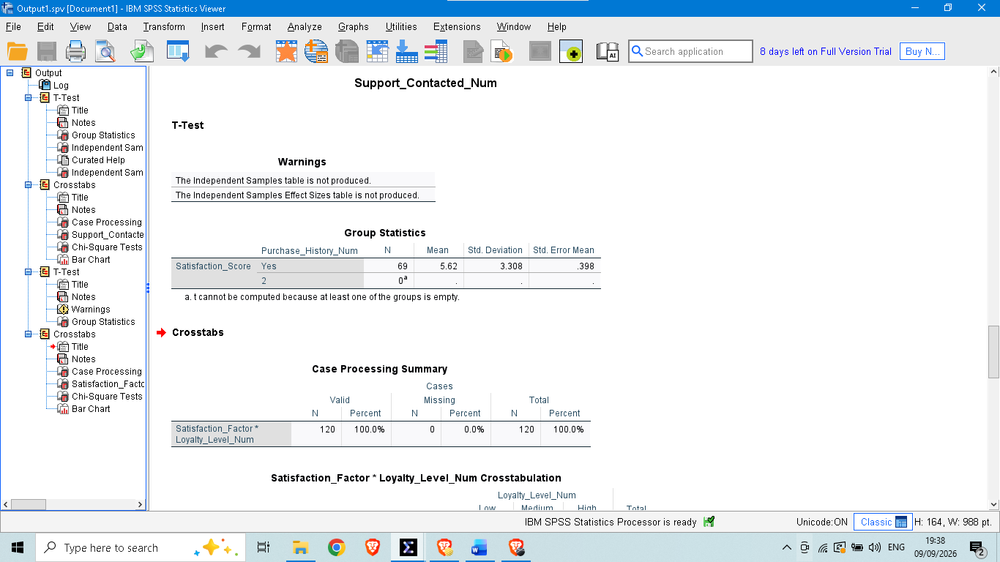 Output1.spv [Document1] - IBM SPSS Statistics Viewer
File Edit View Data Transform Insert Format Analyze Graphs Utilities Extensions Window Help
AI
Search application
8 days left on Full Version Trial
Buy N...
Output
Log
T-Test
Title
Notes
Group Statistics
Independent Sam
Curated Help
Independent Sam
Crosstabs
Title
Notes
Case Processing
Support_Contacte
Chi-Square Tests
Bar Chart
T-Test
Title
Notes
Warnings
Group Statistics
Crosstabs
Title
Notes
Case Processing
Satisfaction_Factc
Chi-Square Tests
Bar Chart
Support_Contacted_Num
T-Test
Warnings
The Independent Samples table is not produced.
The Independent Samples Effect Sizes table is not produced.
Group Statistics
Purchase_History_Num N Mean Std. Deviation Std. Error Mean
Satisfaction_Score Yes 69 5.62 3.308 .398
2 0a . . .
a. t cannot be computed because at least one of the groups is empty.
Crosstabs
Case Processing Summary
Cases
Valid Missing Total
N Percent N Percent N Percent
Satisfaction_Factor * 120 100.0% 0 0.0% 120 100.0%
Loyalty_Level_Num
Satisfaction_Factor * Loyalty_Level_Num Crosstabulation
Loyalty_Level_Num
Low Medium High Total
IBM SPSS Statistics Processor is ready
Unicode:ON Classic H: 164, W: 988 pt.
Type here to search
ENG
19:38
09/09/2026
2